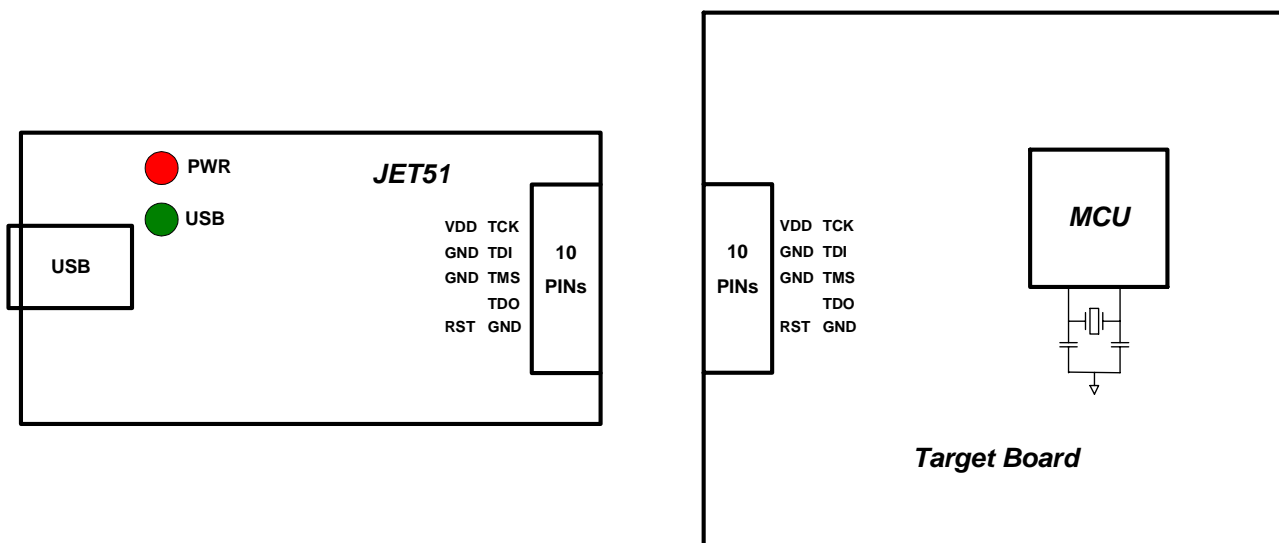 PWR
JET51
USB
USB
VDD TCK
GND TDI
GND TMS
TDO
RST GND
10
PINs
10
PINs
VDD TCK
GND TDI
GND TMS
TDO
RST GND
MCU
Target Board